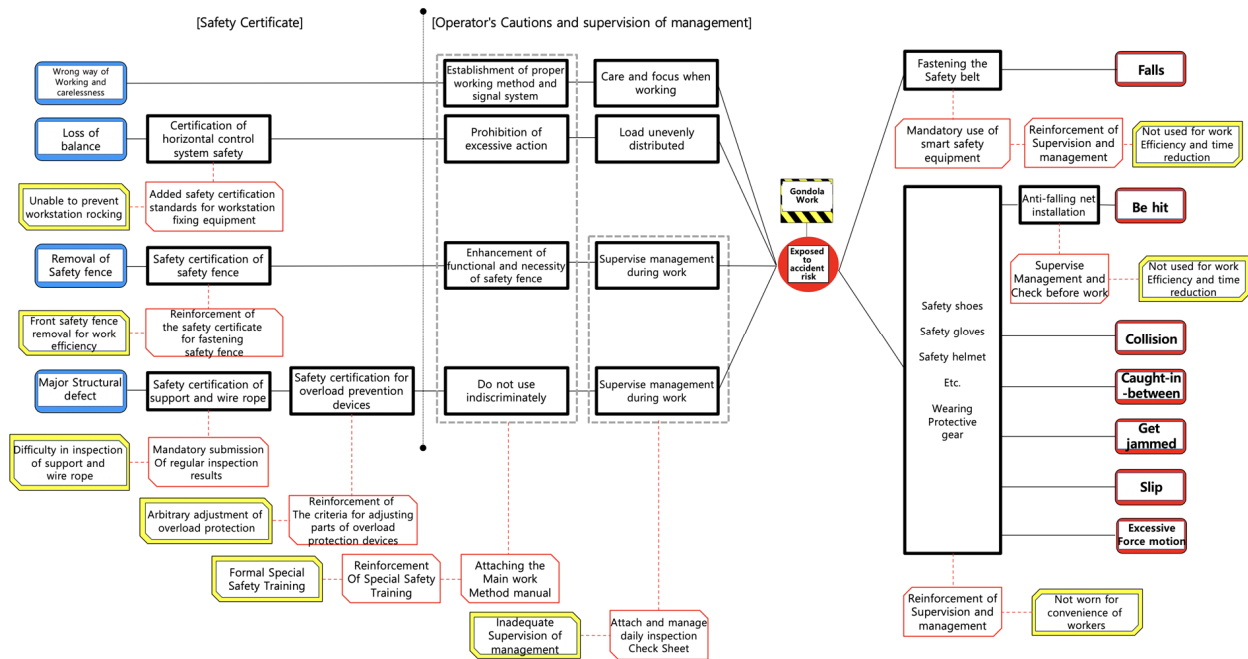 [Safety Certificate]
[Operator's Cautions and supervision of management]
Wrong way of
Working and
carelessness
Establishment of proper
working method and
signal system
Care and focus when
working
Fastening the
Safety belt
Falls
Loss of
balance
Certification of
horizontal control
system safety
Prohibition of
excessive action
Load unevenly
distributed
Mandatory use of
smart safety
equipment
Reinforcement of
Supervision and
management
Not used for work
Efficiency and time
reduction
Unable to prevent
workstation rocking
Added safety certification
standards for workstation
fixing equipment
Gondola
Work
Exposed
to
accident
risk
Anti-falling net
installation
Be hit
Removal of
Safety fence
Safety certification of
safety fence
Enhancement of
functional and necessity
of safety fence
Supervise management
during work
Supervise
Management and
Check before work
Not used for work
Efficiency and time
reduction
Front safety fence
removal for work
efficiency
Reinforcement of
the safety certificate
for fastening
safety fence
Safety shoes
Safety gloves
Safety helmet
Etc.
Wearing
Protective
gear
Collision
Caught-in
-between
Get
jammed
Slip
Excessive
Force motion
Major Structural
defect
Safety certification of
support and wire rope
Safety certification for
overload prevention
devices
Do not use
indiscriminately
Supervise management
during work
Difficulty in inspection
of support and
wire rope
Mandatory submission
Of regular inspection
results
Arbitrary adjustment of
overload protection
Reinforcement of
The criteria for adjusting
parts of overload
protection devices
Formal Special
Safety Training
Reinforcement
Of Special Safety
Training
Attaching the
Main work
Method manual
Inadequate
Supervision of
management
Attach and manage
daily inspection
Check Sheet
Reinforcement of
Supervision and
management
Not worn for
convenience of
workers